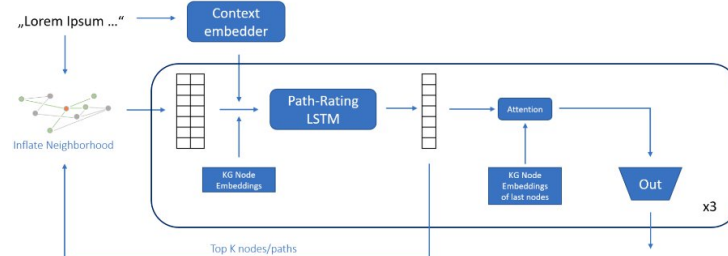 „Lorem Ipsum ...“
Context
embedder
Path-Rating
LSTM
Attention
Inflate Neighborhood
KG Node
Embeddings
KG Node
Embeddings
of last nodes
Out
x3
Top K nodes/paths